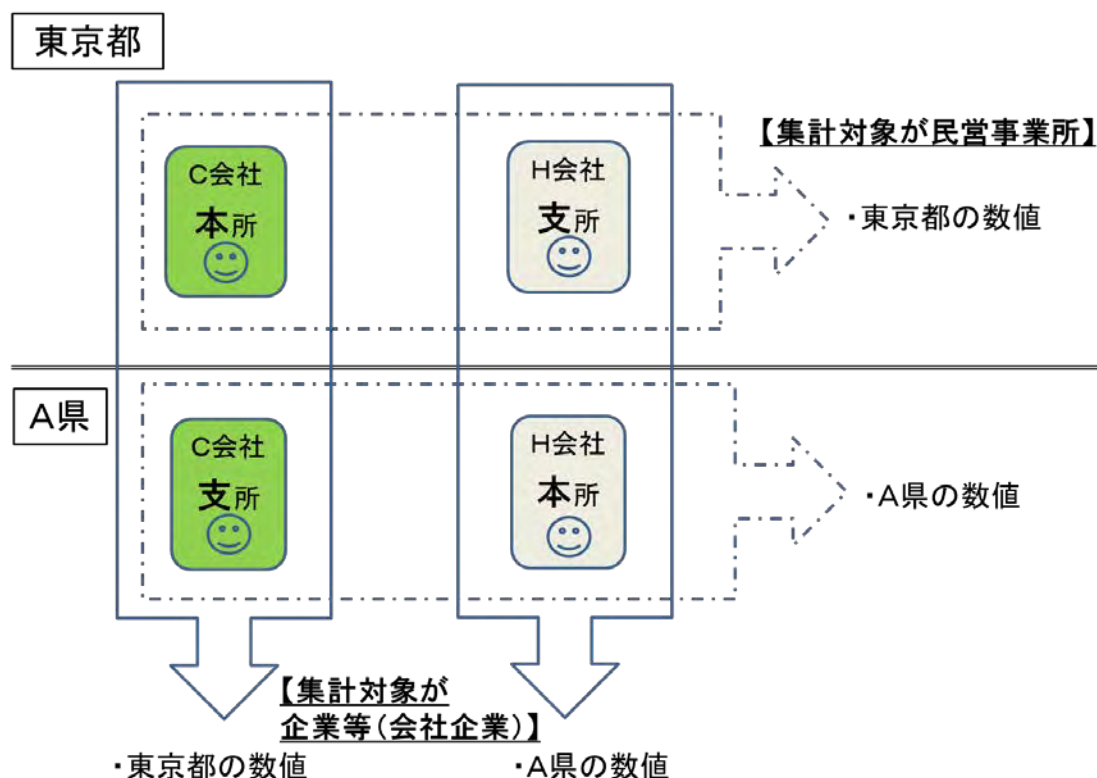 東京都
【集計対象が民営事業所】
C会社
本所
H会社
支所
・東京都の数値
A県
C会社
支所
H会社
本所
・A県の数値
【集計対象が
企業等(会社企業)】
・東京都の数値
・A県の数値